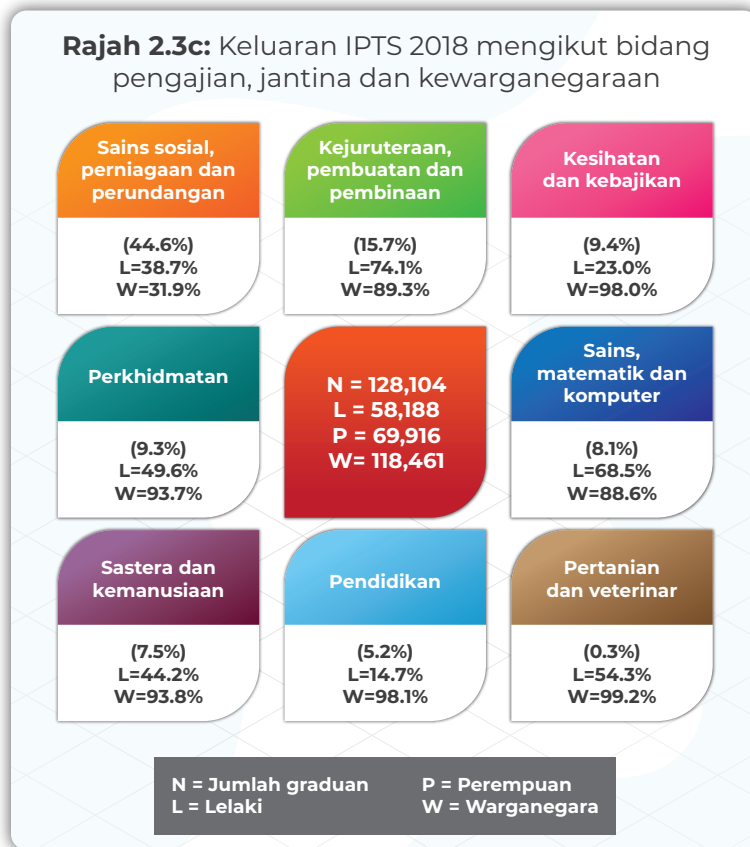 Rajah 2.3c: Keluaran IPTS 2018 mengikut bidang
pengajian, jantina dan kewarganegaraan
Sains sosial,
perniagaan dan
perundangan
(44.6%)
L=38.7%
W=31.9%
Kejuruteraan,
pembuatan dan
pembinaan
(15.7%)
L=74.1%
W=89.3%
Kesihatan
dan kebajikan
(9.4%)
L=23.0%
W=98.0%
Perkhidmatan
(9.3%)
L=49.6%
W=93.7%
N = 128,104
L = 58,188
P = 69,916
W= 118,461
Sains,
matematik dan
komputer
(8.1%)
L=68.5%
W=88.6%
Sastera dan
kemanusiaan
(7.5%)
L=44.2%
W=93.8%
Pendidikan
(5.2%)
L=14.7%
W=98.1%
Pertanian
dan veterinar
(0.3%)
L=54.3%
W=99.2%
N = Jumlah graduan
L = Lelaki
P = Perempuan
W = Warganegara